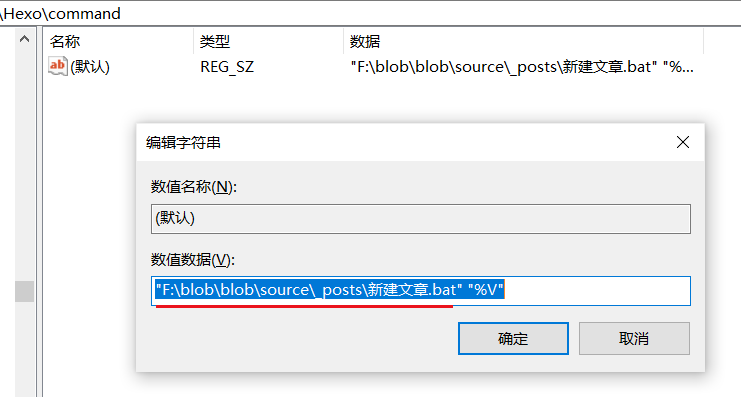 \Hexo\command
名称 类型 数据
ab (默认) REG_SZ "F:\blob\blob\source\_posts\新建文章.bat" "%...
编辑字符串
数值名称(N):
(默认)
数值数据(V):
"F:\blob\blob\source\_posts\新建文章.bat" "%V"
确定 取消